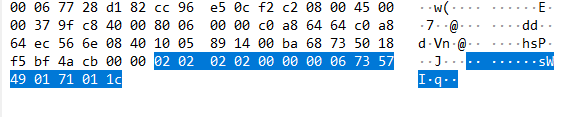 00 06 77 28 d1 82 cc 96 e5 0c f2 c2 08 00 45 00 ··w(···· ······E·
00 37 9f c8 40 00 80 06 00 00 c0 a8 64 64 c0 a8 ·7··@··· ····dd··
64 ec 56 6e 08 40 10 05 89 14 00 ba 68 73 50 18 d·Vn·@·· ····hsP·
f5 bf 4a cb 00 00 02 02 02 02 00 00 00 06 73 57 ··J····· ······sW
49 01 71 01 1c I·q··